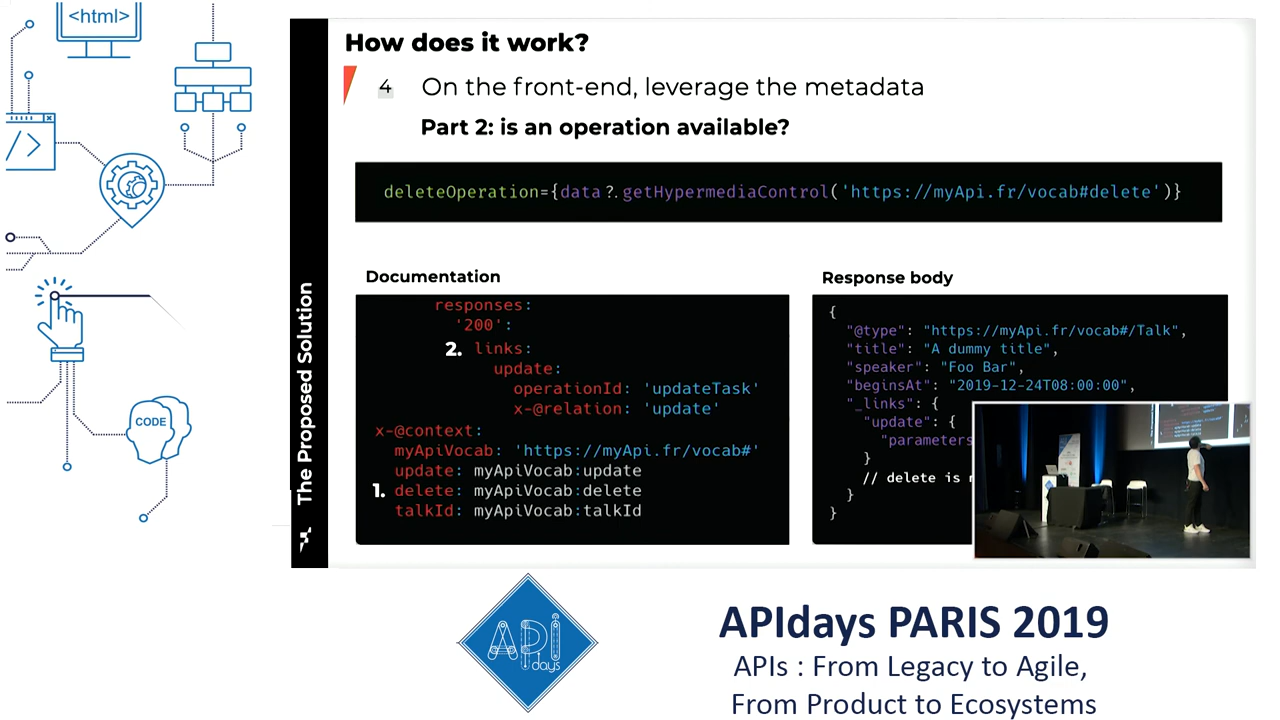 <html>
How does it work?
4 On the front-end, leverage the metadata
Part 2: is an operation available?
deleteOperation={data?.getHypermediaControl('https://myApi.fr/vocab#delete')}
The Proposed Solution
Documentation
responses:
'200':
2. links:
update:
operationId: 'updateTask'
x-@relation: 'update'
x-@context:
myApiVocab: 'https://myApi.fr/vocab#'
update: myApiVocab:update
1. delete: myApiVocab:delete
talkId: myApiVocab:talkId
Response body
{
"@type": "https://myApi.fr/vocab#/Talk",
"title": "A dummy title",
"speaker": "Foo Bar",
"beginsAt": "2019-12-24T08:00:00",
"_links": {
"update": {
"parameters
}
// delete is
}
}
</>
CODE
APi
days
APIdays PARIS 2019
APIs : From Legacy to Agile,
From Product to Ecosystems